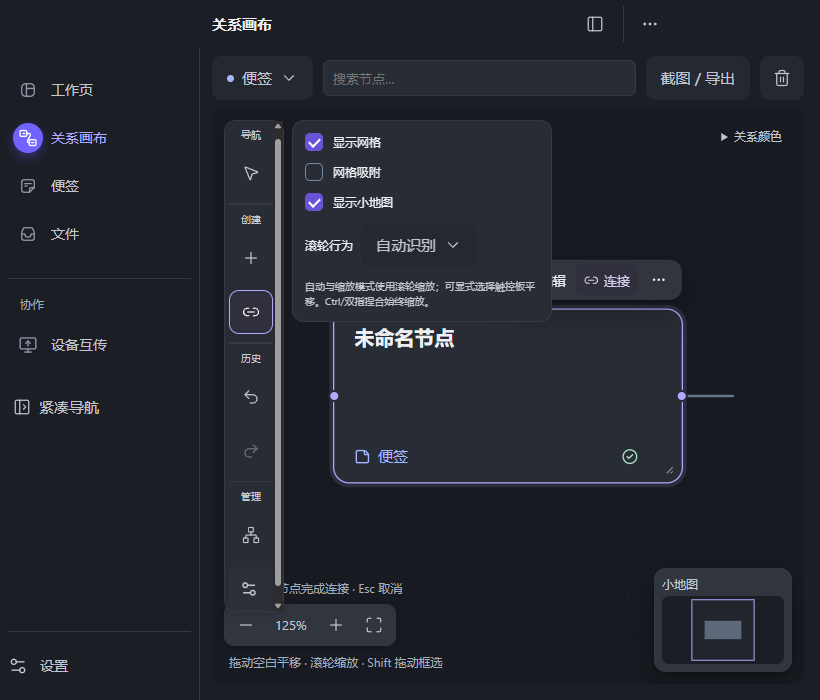 关系画布
工作页
关系画布
便签
文件
协作
设备互传
紧凑导航
设置
便签
搜索节点...
截图 / 导出
导航
创建
历史
管理
显示网格
网格吸附
显示小地图
滚轮行为
自动识别
自动与缩放模式使用滚轮缩放；可显式选择触控板平
移。Ctrl/双指捏合始终缩放。
关系颜色
辑
连接
未命名节点
便签
节点完成连接 · Esc 取消
125%
拖动空白平移 · 滚轮缩放 · Shift 拖动框选
小地图